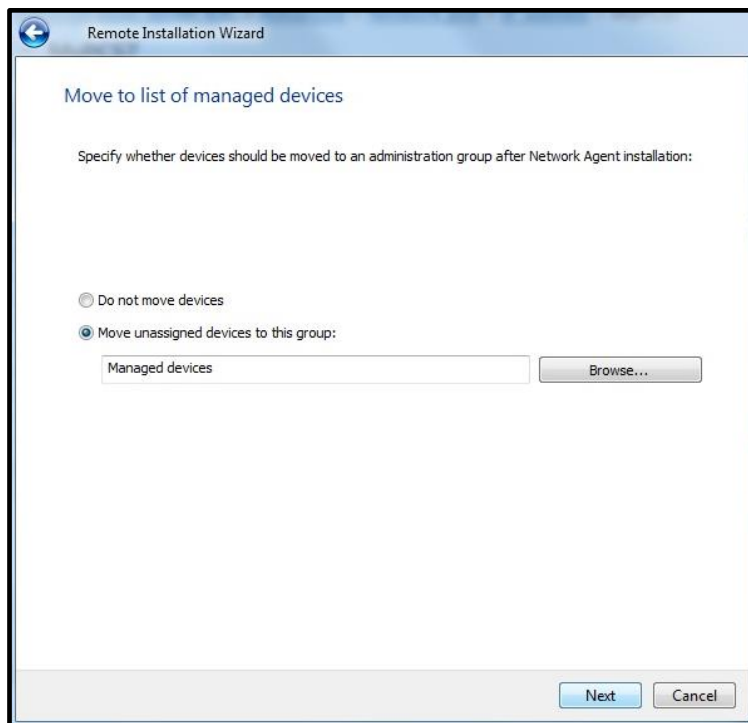 Remote Installation Wizard
Move to list of managed devices
Specify whether devices should be moved to an administration group after Network Agent installation:
Do not move devices
Move unassigned devices to this group:
Managed devices
Browse...
Next
Cancel